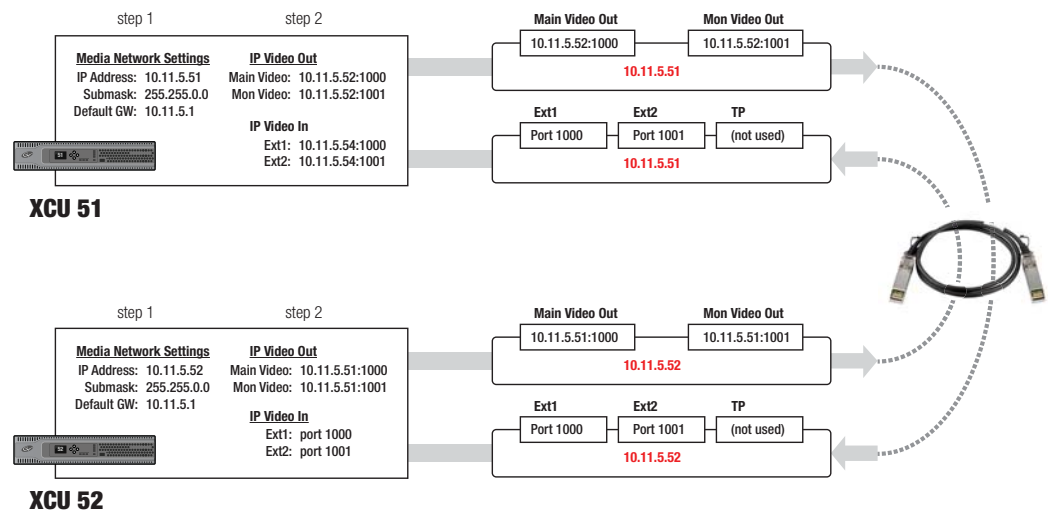 step 1
step 2
Media Network Settings
IP Address: 10.11.5.51
Submask: 255.255.0.0
Default GW: 10.11.5.1
IP Video Out
Main Video: 10.11.5.52:1000
Mon Video: 10.11.5.52:1001
IP Video In
Ext1: 10.11.5.54:1000
Ext2: 10.11.5.54:1001
51
XCU 51
Main Video Out
Mon Video Out
10.11.5.52:1000
10.11.5.52:1001
10.11.5.51
Ext1
Ext2
TP
Port 1000
Port 1001
(not used)
10.11.5.51
step 1
step 2
Media Network Settings
IP Address: 10.11.5.52
Submask: 255.255.0.0
Default GW: 10.11.5.1
IP Video Out
Main Video: 10.11.5.51:1000
Mon Video: 10.11.5.51:1001
IP Video In
Ext1: port 1000
Ext2: port 1001
52
XCU 52
Main Video Out
Mon Video Out
10.11.5.51:1000
10.11.5.51:1001
10.11.5.52
Ext1
Ext2
TP
Port 1000
Port 1001
(not used)
10.11.5.52